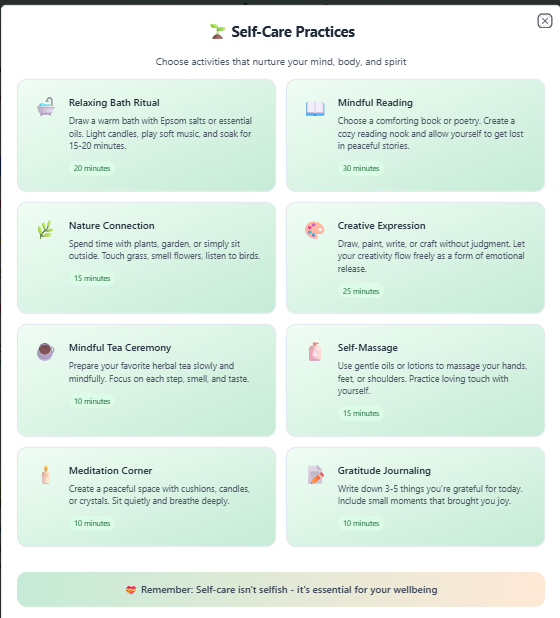 Self-Care Practices
Choose activities that nurture your mind, body, and spirit
Relaxing Bath Ritual
Draw a warm bath with Epsom salts or essential
oils. Light candles, play soft music, and soak for
15-20 minutes.
20 minutes
Mindful Reading
Choose a comforting book or poetry. Create a
cozy reading nook and allow yourself to get lost
in peaceful stories.
30 minutes
Nature Connection
Spend time with plants, garden, or simply sit
outside. Touch grass, smell flowers, listen to birds.
15 minutes
Creative Expression
Draw, paint, write, or craft without judgment. Let
your creativity flow freely as a form of emotional
release.
25 minutes
Mindful Tea Ceremony
Prepare your favorite herbal tea slowly and
mindfully. Focus on each step, smell, and taste.
10 minutes
Self-Massage
Use gentle oils or lotions to massage your hands,
feet, or shoulders. Practice loving touch with
yourself.
15 minutes
Meditation Corner
Create a peaceful space with cushions, candles,
or crystals. Sit quietly and breathe deeply.
10 minutes
Gratitude Journaling
Write down 3-5 things you're grateful for today.
Include small moments that brought you joy.
10 minutes
Remember: Self-care isn't selfish - it's essential for your wellbeing